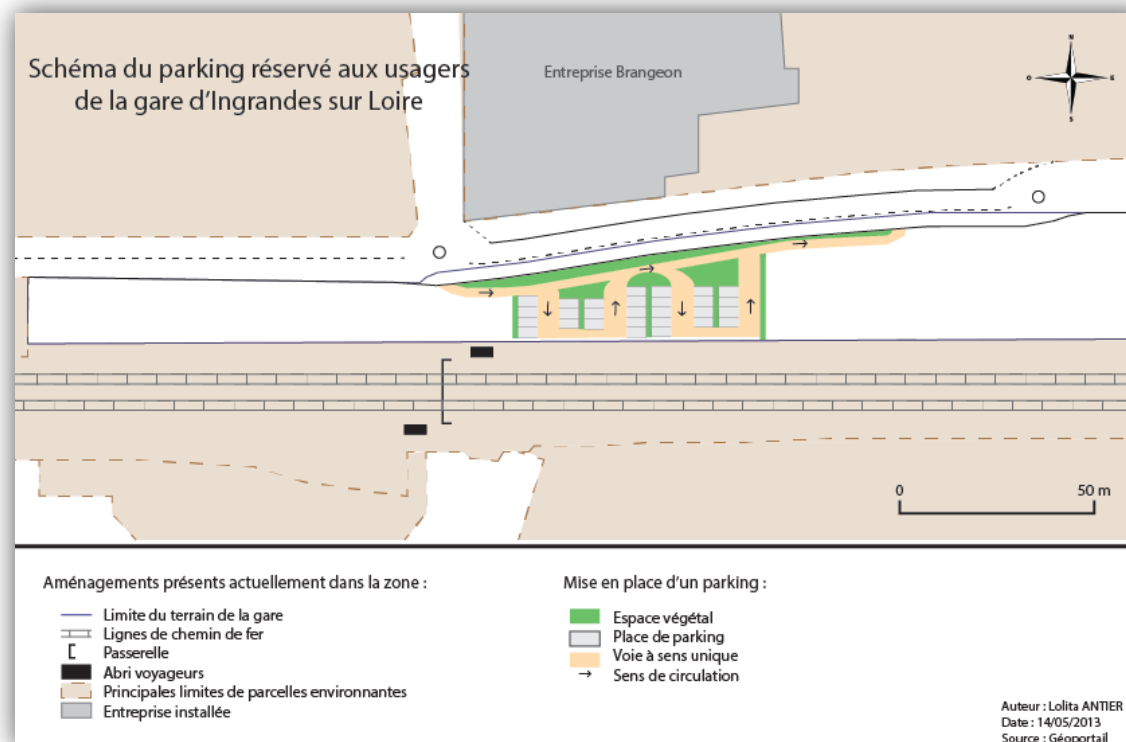 Schéma du parking réservé aux usagers
de la gare d'Ingrandes sur Loire
Entreprise Brangeon
N
O
E
S
0
50 m
Aménagements présents actuellement dans la zone :
Limite du terrain de la gare
Lignes de chemin de fer
Passerelle
Abri voyageurs
Principales limites de parcelles environnantes
Entreprise installée
Mise en place d'un parking :
Espace végétal
Place de parking
Voie à sens unique
Sens de circulation
Auteur : Lolita ANTIER
Date : 14/05/2013
Source : Géoportail